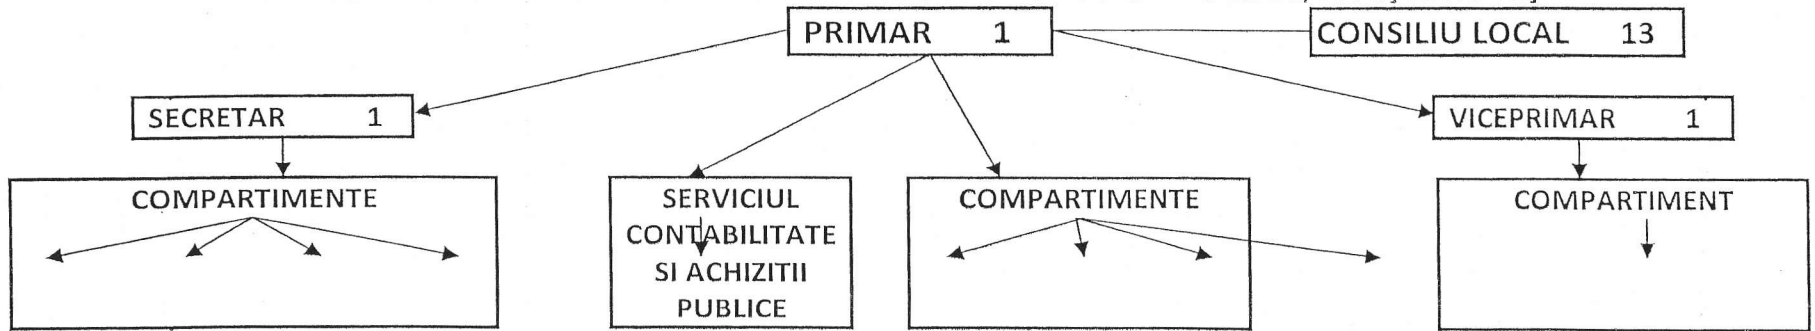 PRIMAR 1
CONSILIU LOCAL 13
SECRETAR 1
VICEPRIMAR 1
COMPARTIMENTE
SERVICIUL
CONTABILITATE
SI ACHIZITII
PUBLICE
COMPARTIMENTE
COMPARTIMENT